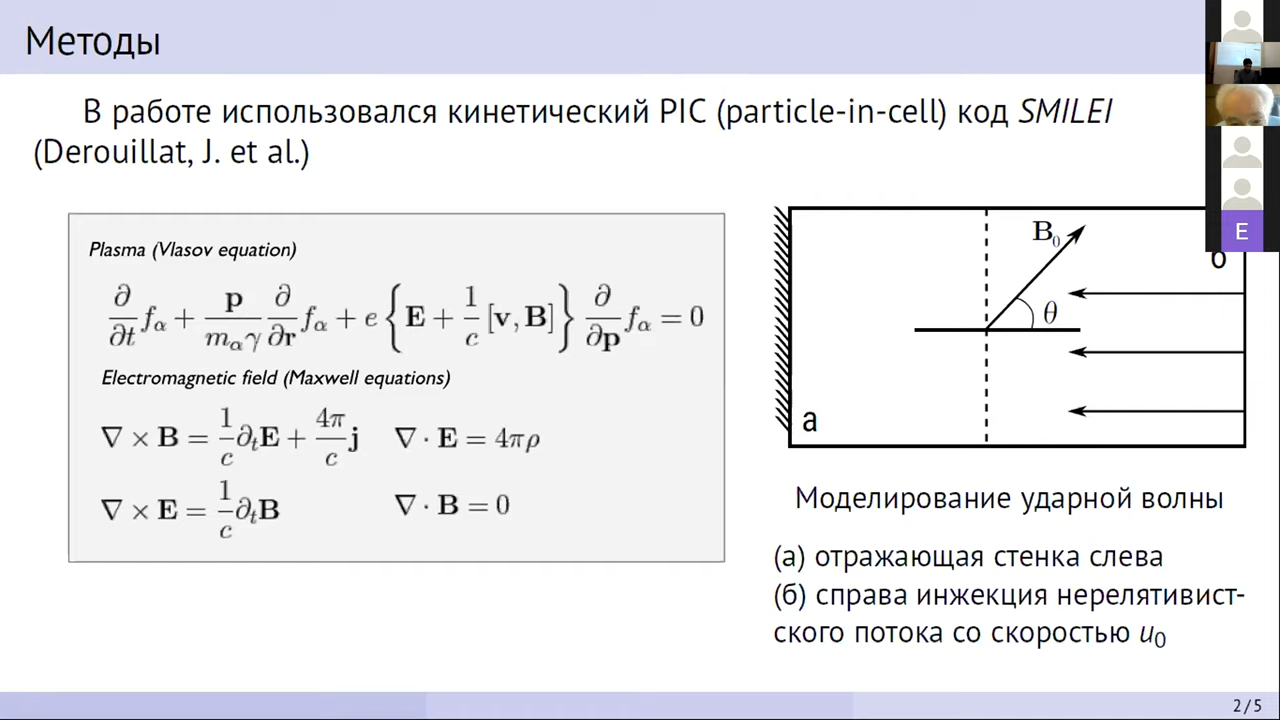 Методы
В работе использовался кинетический PIC (particle-in-cell) код SMILEI
(Derouillat, J. et al.)
Plasma (Vlasov equation)
∂/∂t f_α + p/(m_α γ) ∂/∂r f_α + e { E + 1/c [v, B] } ∂/∂p f_α = 0
Electromagnetic field (Maxwell equations)
∇ × B = 1/c ∂_t E + 4π/c j ∇ · E = 4πρ
∇ × E = 1/c ∂_t B ∇ · B = 0
B₀
θ
а
б
E
Моделирование ударной волны
(а) отражающая стенка слева
(б) справа инжекция нерелятивист-
ского потока со скоростью u₀
2 / 5